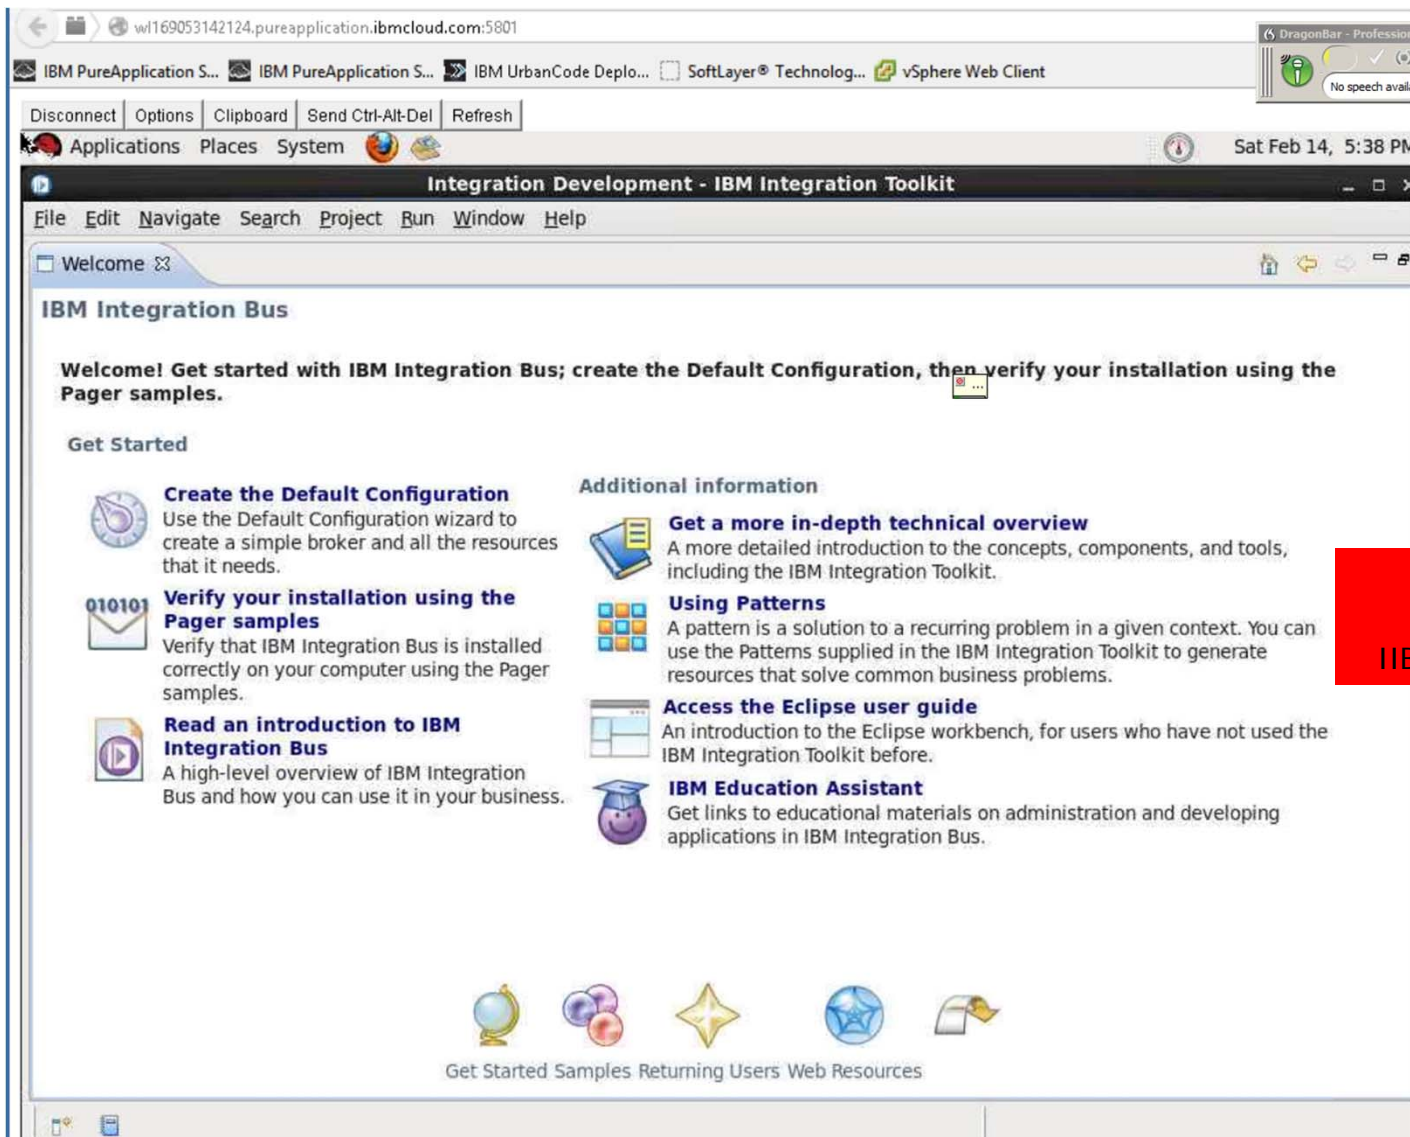 wl169053142124.pureapplication.ibmcloud.com:5801
DragonBar - Profession
IBM PureApplication S... IBM PureApplication S... IBM UrbanCode Deplo... SoftLayer® Technolog... vSphere Web Client
No speech avail
Disconnect Options Clipboard Send Ctrl-Alt-Del Refresh
Applications Places System Sat Feb 14, 5:38 PM
Integration Development - IBM Integration Toolkit
File Edit Navigate Search Project Run Window Help
Welcome
IBM Integration Bus
Welcome! Get started with IBM Integration Bus; create the Default Configuration, then verify your installation using the
Pager samples.
...
Get Started
Create the Default Configuration
Use the Default Configuration wizard to
create a simple broker and all the resources
that it needs.
010101
Verify your installation using the
Pager samples
Verify that IBM Integration Bus is installed
correctly on your computer using the Pager
samples.
Read an introduction to IBM
Integration Bus
A high-level overview of IBM Integration
Bus and how you can use it in your business.
Additional information
Get a more in-depth technical overview
A more detailed introduction to the concepts, components, and tools,
including the IBM Integration Toolkit.
Using Patterns
A pattern is a solution to a recurring problem in a given context. You can
use the Patterns supplied in the IBM Integration Toolkit to generate
resources that solve common business problems.
Access the Eclipse user guide
An introduction to the Eclipse workbench, for users who have not used the
IBM Integration Toolkit before.
IBM Education Assistant
Get links to educational materials on administration and developing
applications in IBM Integration Bus.
IIB
Get Started Samples Returning Users Web Resources